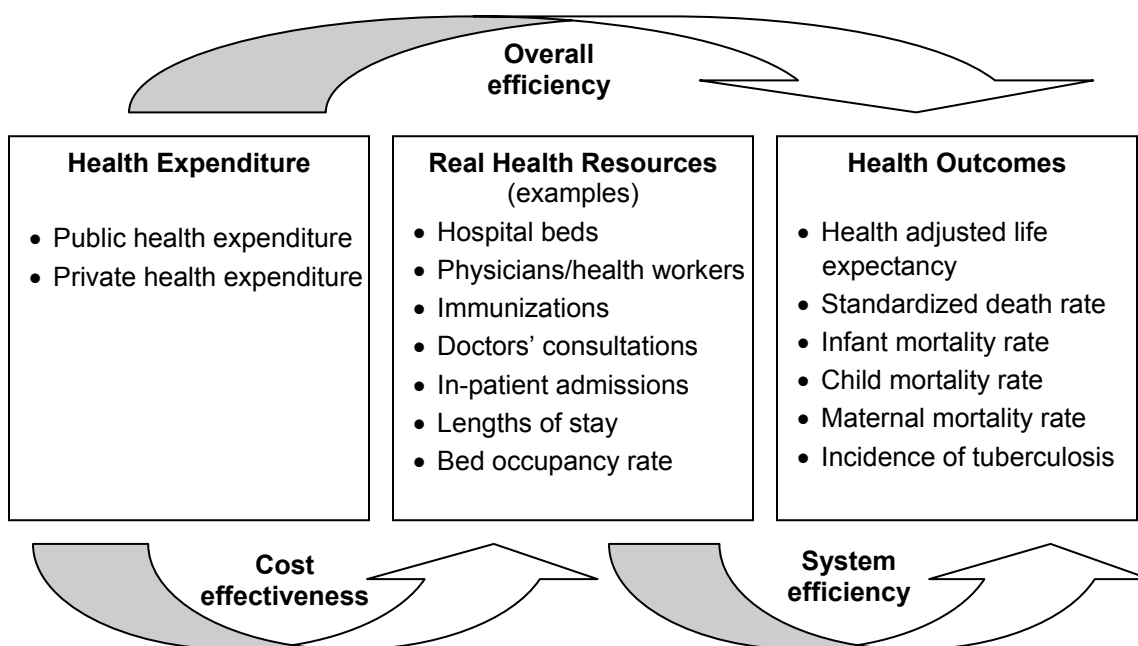 Overall
efficiency
Health Expenditure
• Public health expenditure
• Private health expenditure
Real Health Resources
(examples)
• Hospital beds
• Physicians/health workers
• Immunizations
• Doctors’ consultations
• In-patient admissions
• Lengths of stay
• Bed occupancy rate
Health Outcomes
• Health adjusted life
expectancy
• Standardized death rate
• Infant mortality rate
• Child mortality rate
• Maternal mortality rate
• Incidence of tuberculosis
Cost
effectiveness
System
efficiency